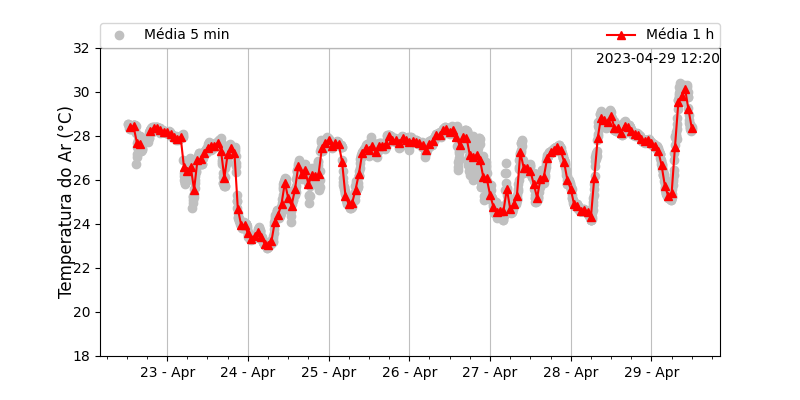 Média 5 min
Média 1 h
2023-04-29 12:20
Temperatura do Ar (°C)
32
30
28
26
24
22
20
18
23 - Apr
24 - Apr
25 - Apr
26 - Apr
27 - Apr
28 - Apr
29 - Apr